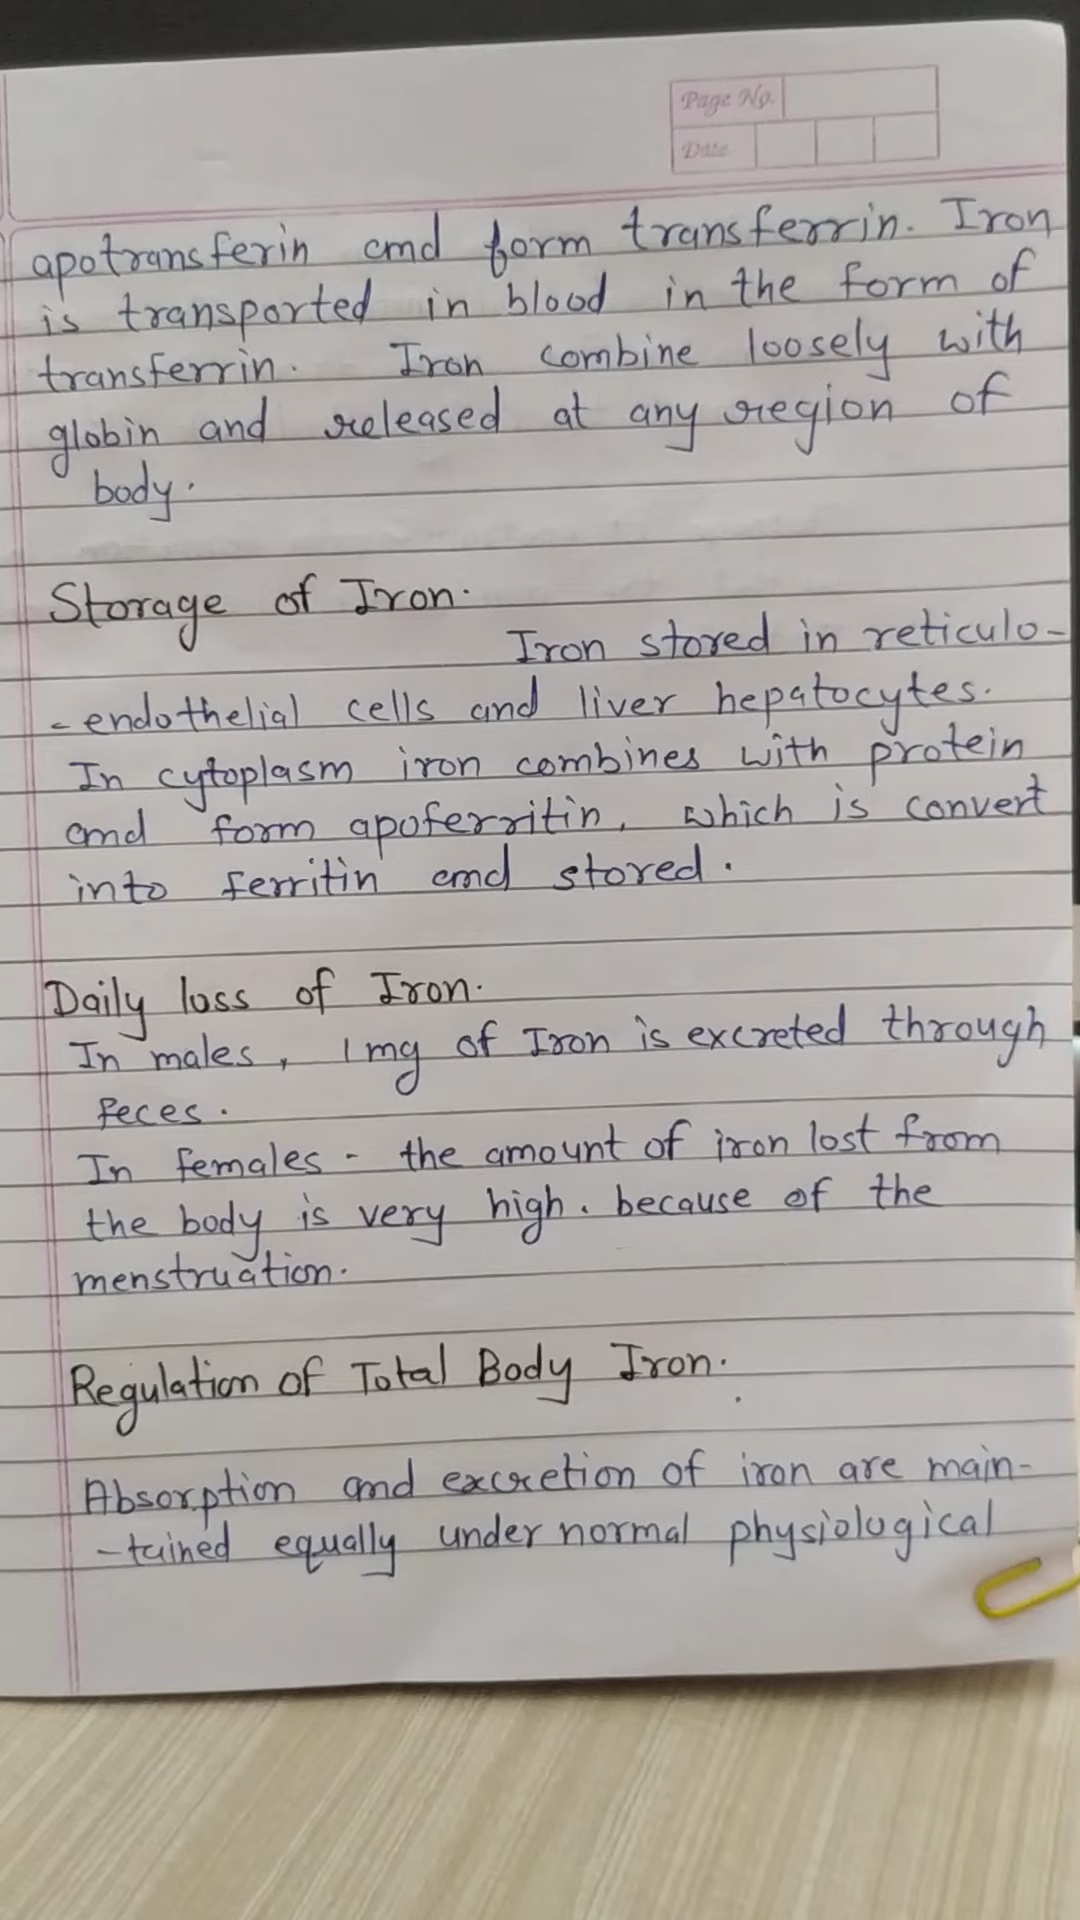 Page No.
Date
apotransferin and form transferrin. Iron
is transported in blood in the form of
transferrin. Iron combine loosely with
globin and released at any region of
body.
Storage of Iron.
Iron stored in reticulo-
-endothelial cells and liver hepatocytes.
In cytoplasm iron combines with protein
and form apoferritin, which is convert
into ferritin and stored.
Daily loss of Iron.
In males, 1mg of Iron is excreted through
feces.
In females - the amount of iron lost from
the body is very high. because of the
menstruation.
Regulation of Total Body Iron.
Absorption and excretion of iron are main-
-tained equally under normal physiological